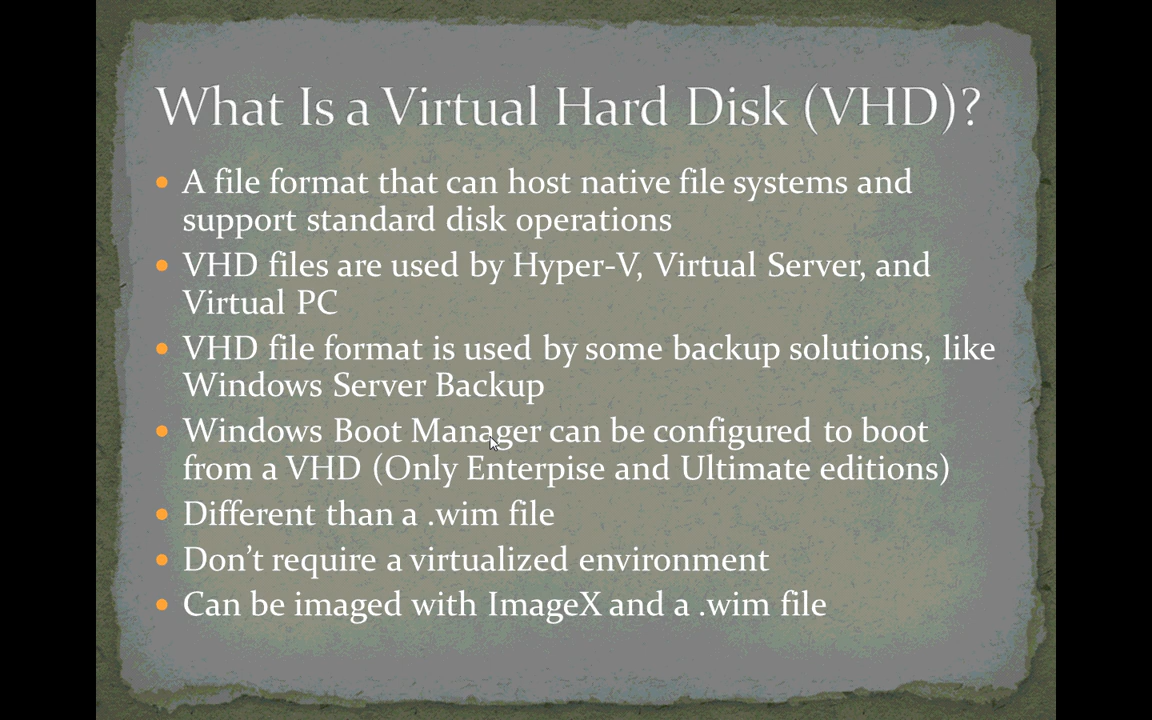 What Is a Virtual Hard Disk (VHD)?
• A file format that can host native file systems and
support standard disk operations
• VHD files are used by Hyper-V, Virtual Server, and
Virtual PC
• VHD file format is used by some backup solutions, like
Windows Server Backup
• Windows Boot Manager can be configured to boot
from a VHD (Only Enterpise and Ultimate editions)
• Different than a .wim file
• Don’t require a virtualized environment
• Can be imaged with ImageX and a .wim file